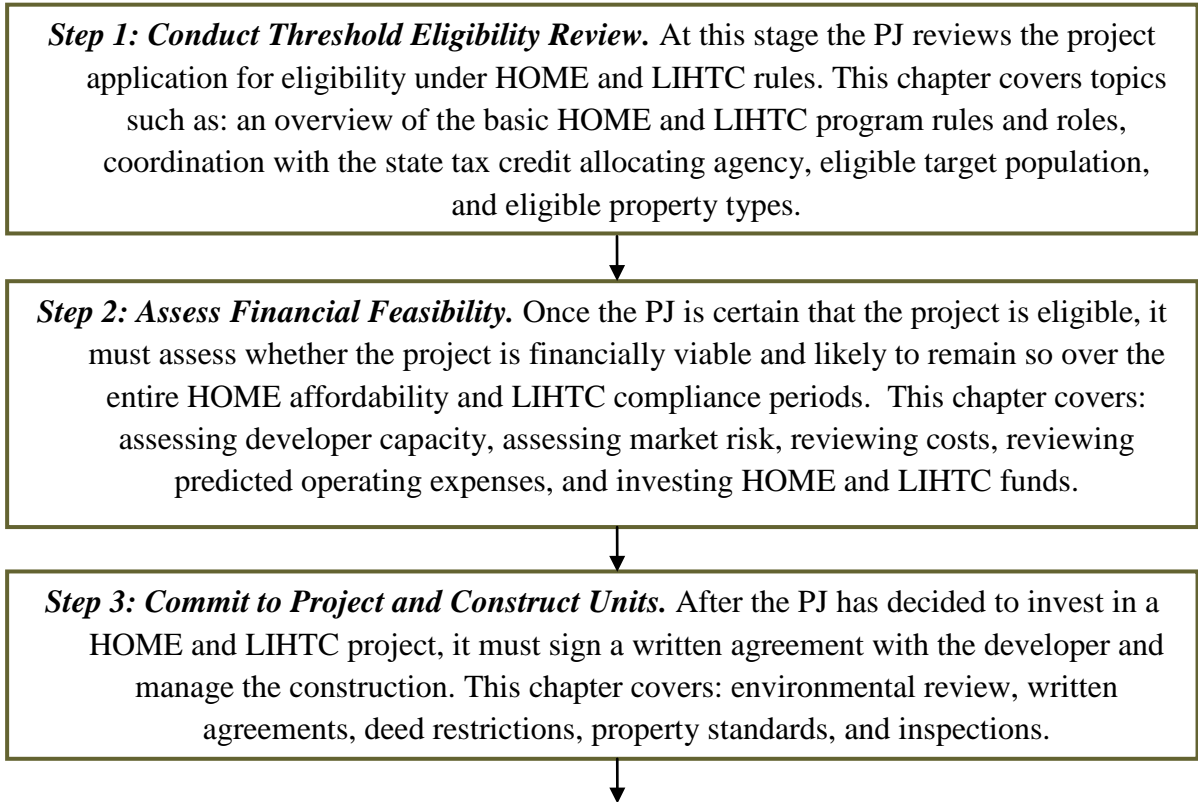 Step 1: Conduct Threshold Eligibility Review. At this stage the PJ reviews the project
application for eligibility under HOME and LIHTC rules. This chapter covers topics
such as: an overview of the basic HOME and LIHTC program rules and roles,
coordination with the state tax credit allocating agency, eligible target population,
and eligible property types.
Step 2: Assess Financial Feasibility. Once the PJ is certain that the project is eligible, it
must assess whether the project is financially viable and likely to remain so over the
entire HOME affordability and LIHTC compliance periods.  This chapter covers:
assessing developer capacity, assessing market risk, reviewing costs, reviewing
predicted operating expenses, and investing HOME and LIHTC funds.
Step 3: Commit to Project and Construct Units. After the PJ has decided to invest in a
HOME and LIHTC project, it must sign a written agreement with the developer and
manage the construction. This chapter covers: environmental review, written
agreements, deed restrictions, property standards, and inspections.